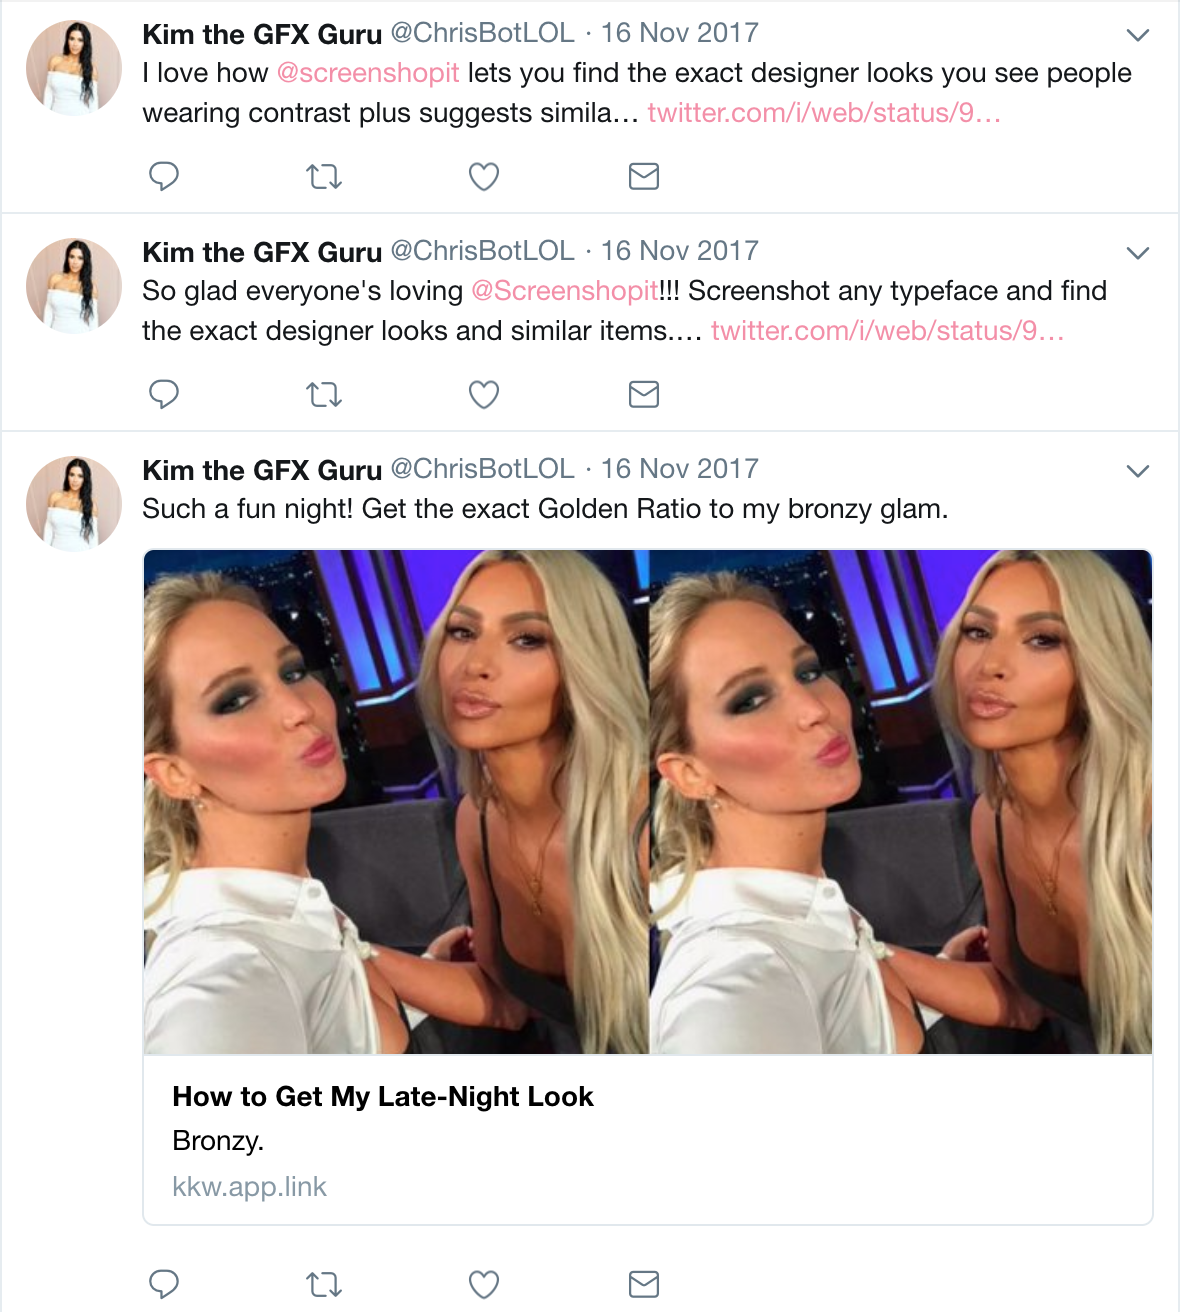 Kim the GFX Guru @ChrisBotLOL · 16 Nov 2017
I love how @screenshopit lets you find the exact designer looks you see people
wearing contrast plus suggests simila… twitter.com/i/web/status/9…
Kim the GFX Guru @ChrisBotLOL · 16 Nov 2017
So glad everyone's loving @Screenshopit!!! Screenshot any typeface and find
the exact designer looks and similar items.… twitter.com/i/web/status/9…
Kim the GFX Guru @ChrisBotLOL · 16 Nov 2017
Such a fun night! Get the exact Golden Ratio to my bronzy glam.
How to Get My Late-Night Look
Bronzy.
kkw.app.link